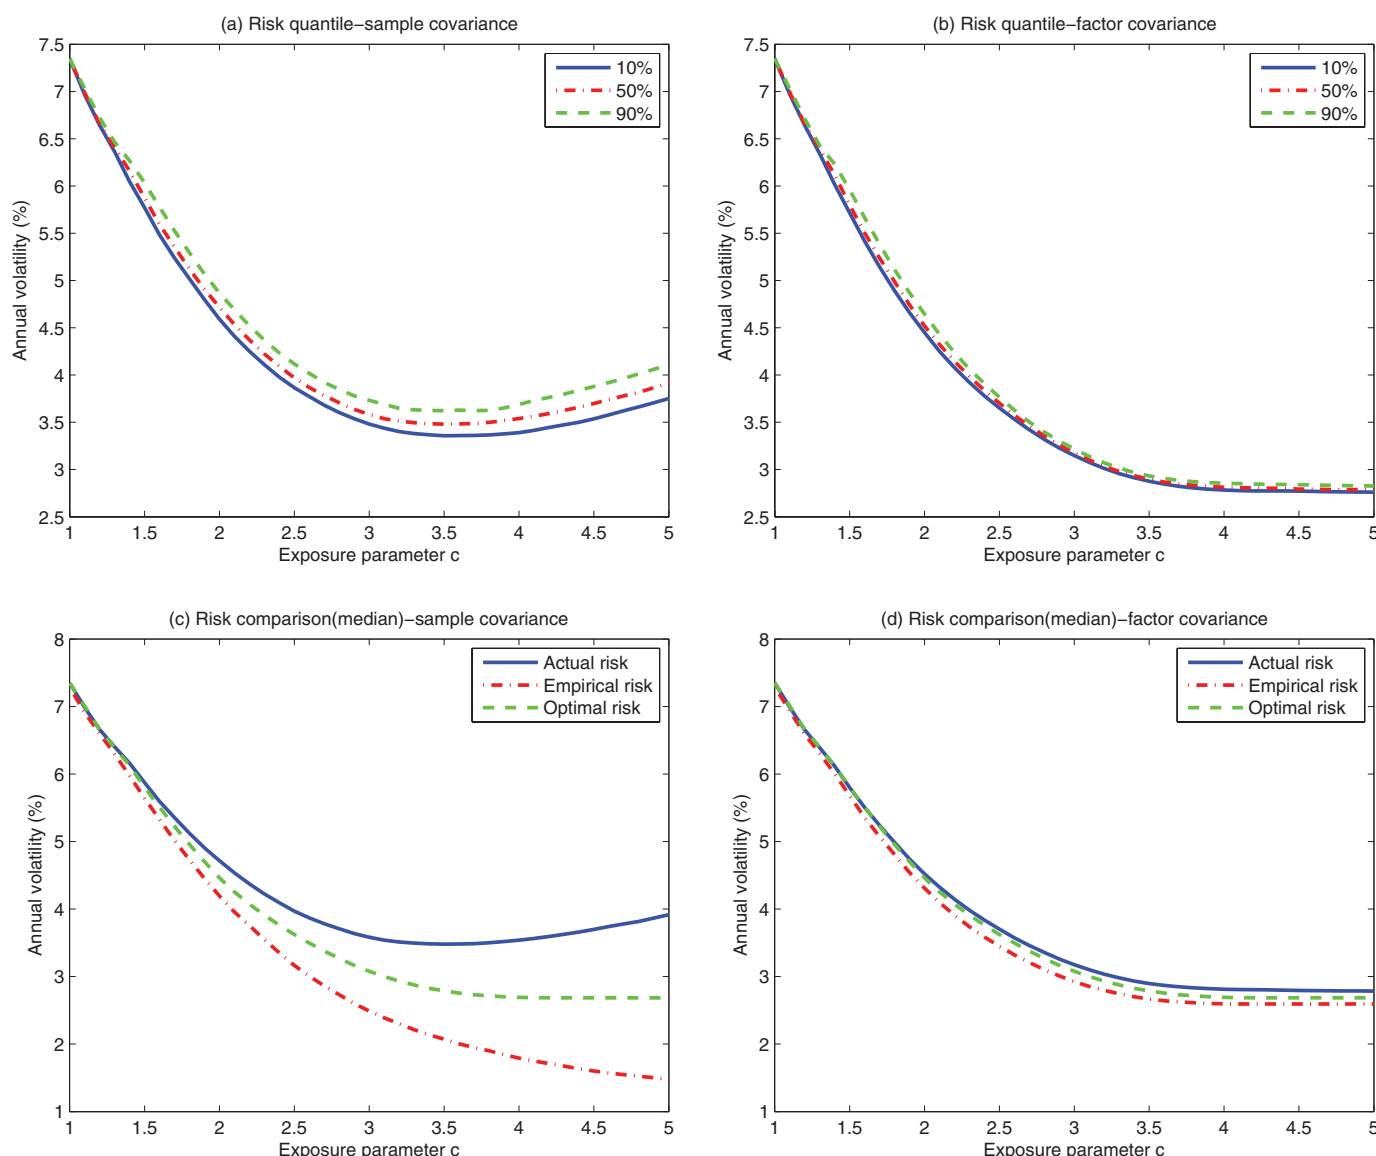 (a) Risk quantile−sample covariance
7.5
7
6.5
6
5.5
5
4.5
4
3.5
3
2.5
Annual volatility (%)
10%
50%
90%
1 1.5 2 2.5 3 3.5 4 4.5 5
Exposure parameter c
(b) Risk quantile−factor covariance
7.5
7
6.5
6
5.5
5
4.5
4
3.5
3
2.5
Annual volatility (%)
10%
50%
90%
1 1.5 2 2.5 3 3.5 4 4.5 5
Exposure parameter c
(c) Risk comparison(median)−sample covariance
8
7
6
5
4
3
2
1
Annual volatility (%)
Actual risk
Empirical risk
Optimal risk
1 1.5 2 2.5 3 3.5 4 4.5 5
Exposure parameter c
(d) Risk comparison(median)−factor covariance
8
7
6
5
4
3
2
1
Annual volatility (%)
Actual risk
Empirical risk
Optimal risk
1 1.5 2 2.5 3 3.5 4 4.5 5
Exposure parameter c